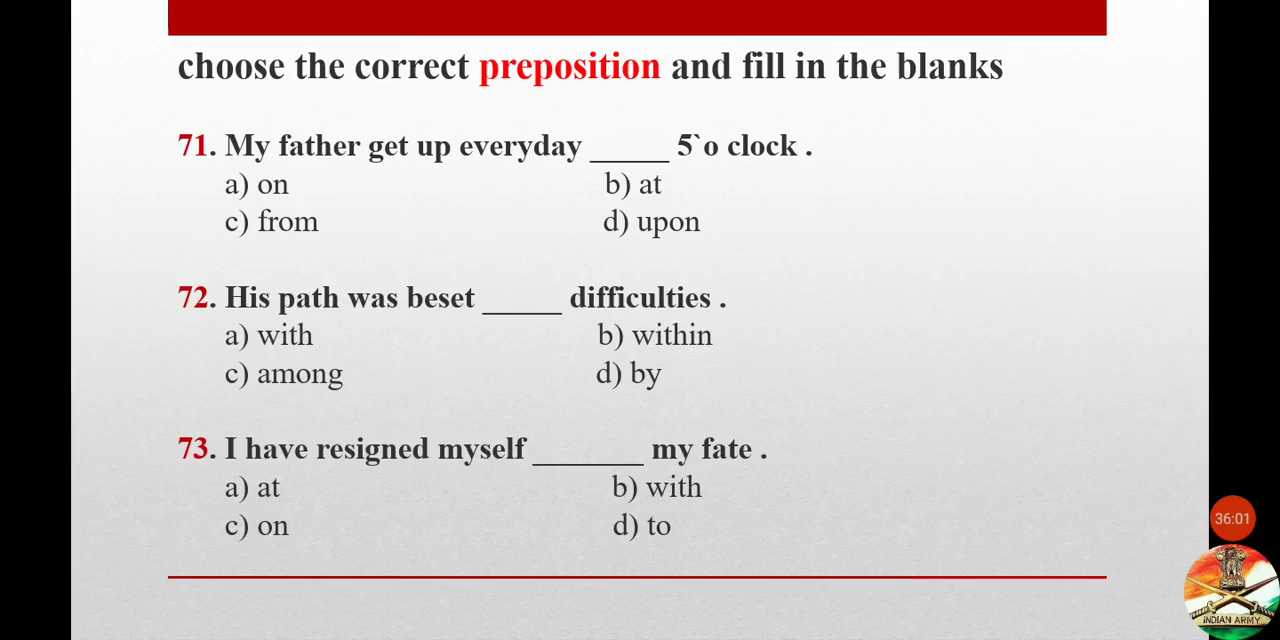 choose the correct preposition and fill in the blanks
71. My father get up everyday _____ 5`o clock .
a) on b) at
c) from d) upon
72. His path was beset _____ difficulties .
a) with b) within
c) among d) by
73. I have resigned myself _______ my fate .
a) at b) with
c) on d) to
36:01
INDIAN ARMY